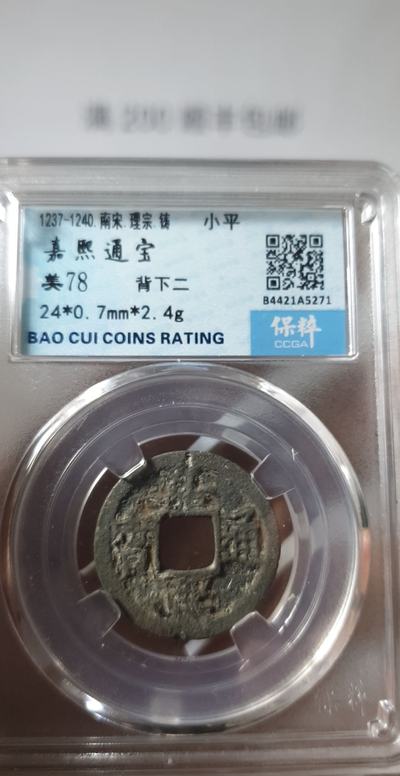 1237-1240.南宋.理宗.铸 小平
嘉熙通宝
美78 背下二
B4421A5271
24*0.7mm*2.4g
保粹
CCGA
BAO CUI COINS RATING